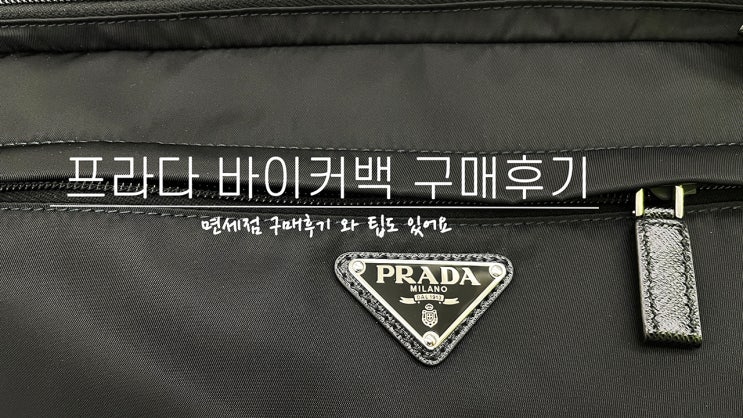 프라다 바이커백 구매후기
면세점 구매후기 와 팁도 있어요
PRADA
MILANO
DAL 1913